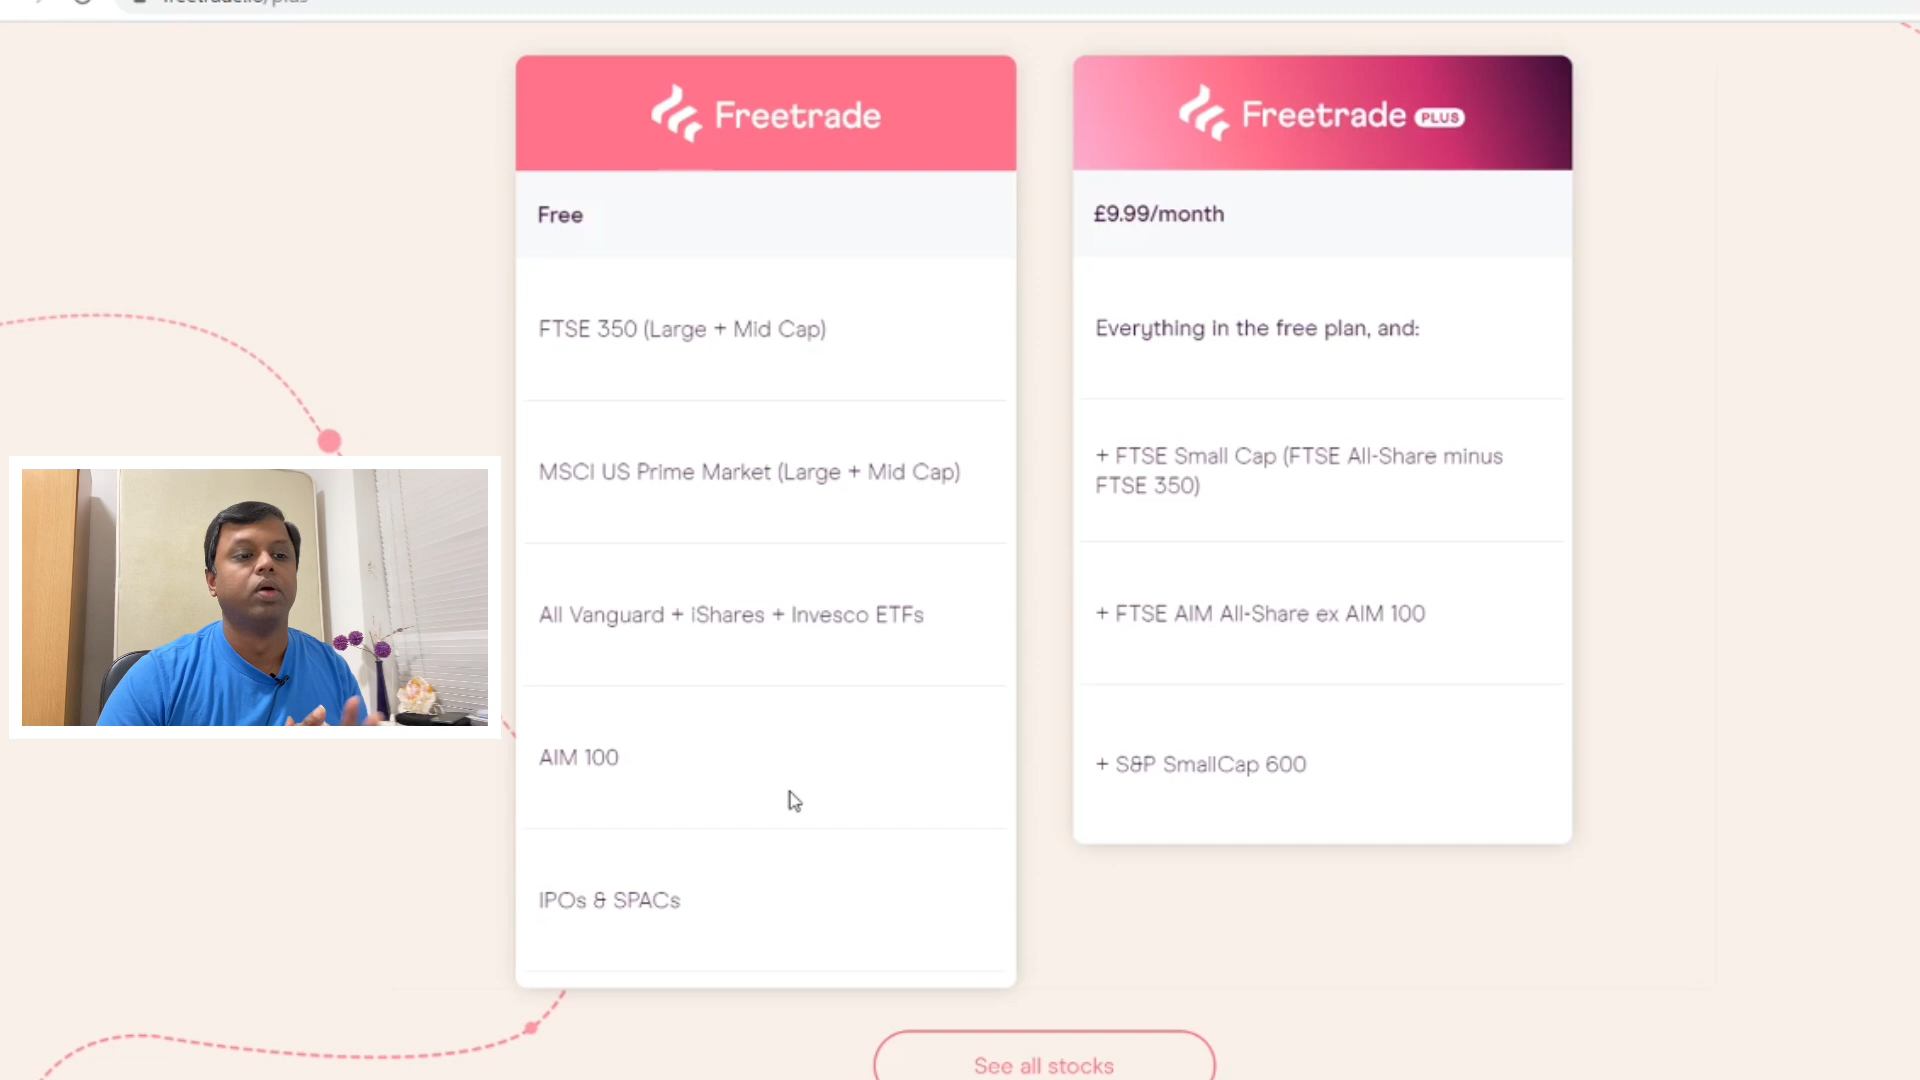 Freetrade
Free
FTSE 350 (Large + Mid Cap)
MSCI US Prime Market (Large + Mid Cap)
All Vanguard + iShares + Invesco ETFs
AIM 100
IPOs & SPACs
Freetrade PLUS
£9.99/month
Everything in the free plan, and:
+ FTSE Small Cap (FTSE All-Share minus
FTSE 350)
+ FTSE AIM All-Share ex AIM 100
+ S&P SmallCap 600
See all stocks